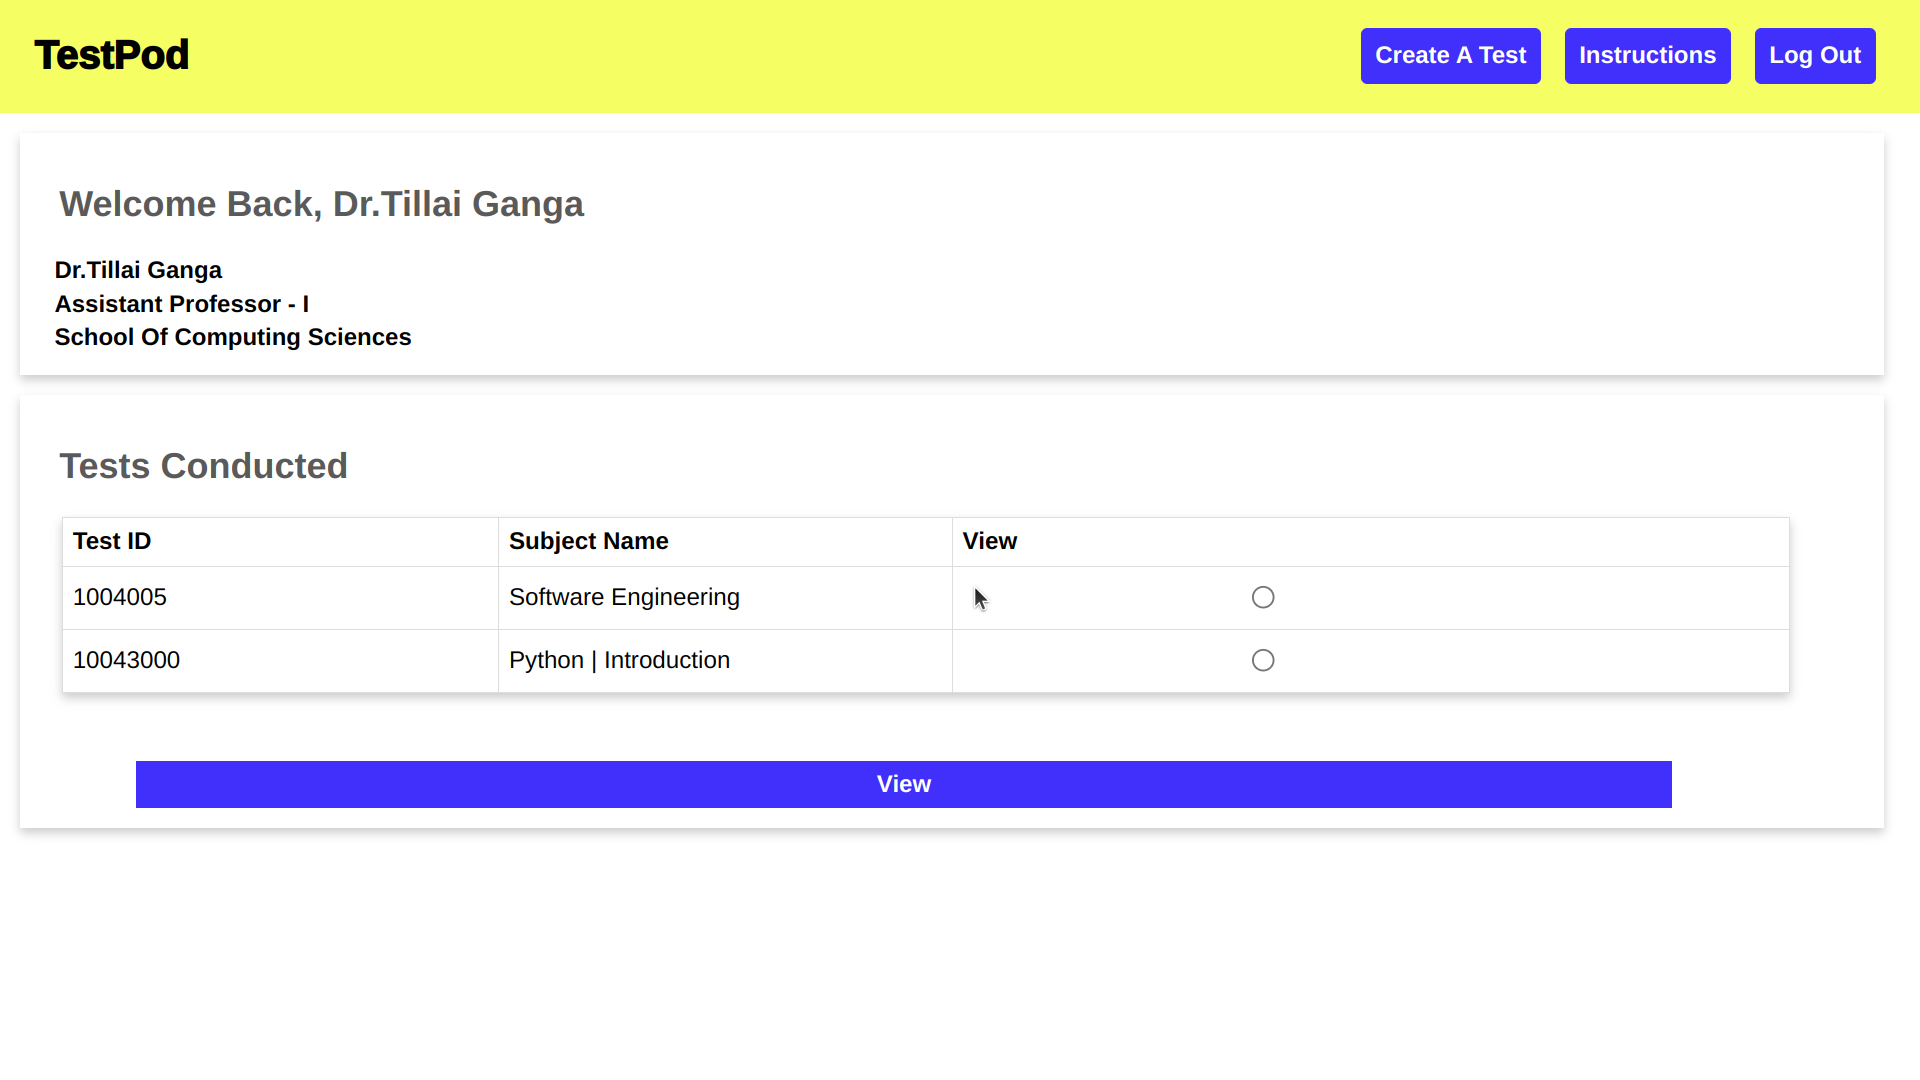 TestPod
Create A Test
Instructions
Log Out
Welcome Back, Dr.Tillai Ganga
Dr.Tillai Ganga
Assistant Professor - I
School Of Computing Sciences
Tests Conducted
Test ID Subject Name View
1004005 Software Engineering
10043000 Python | Introduction
View